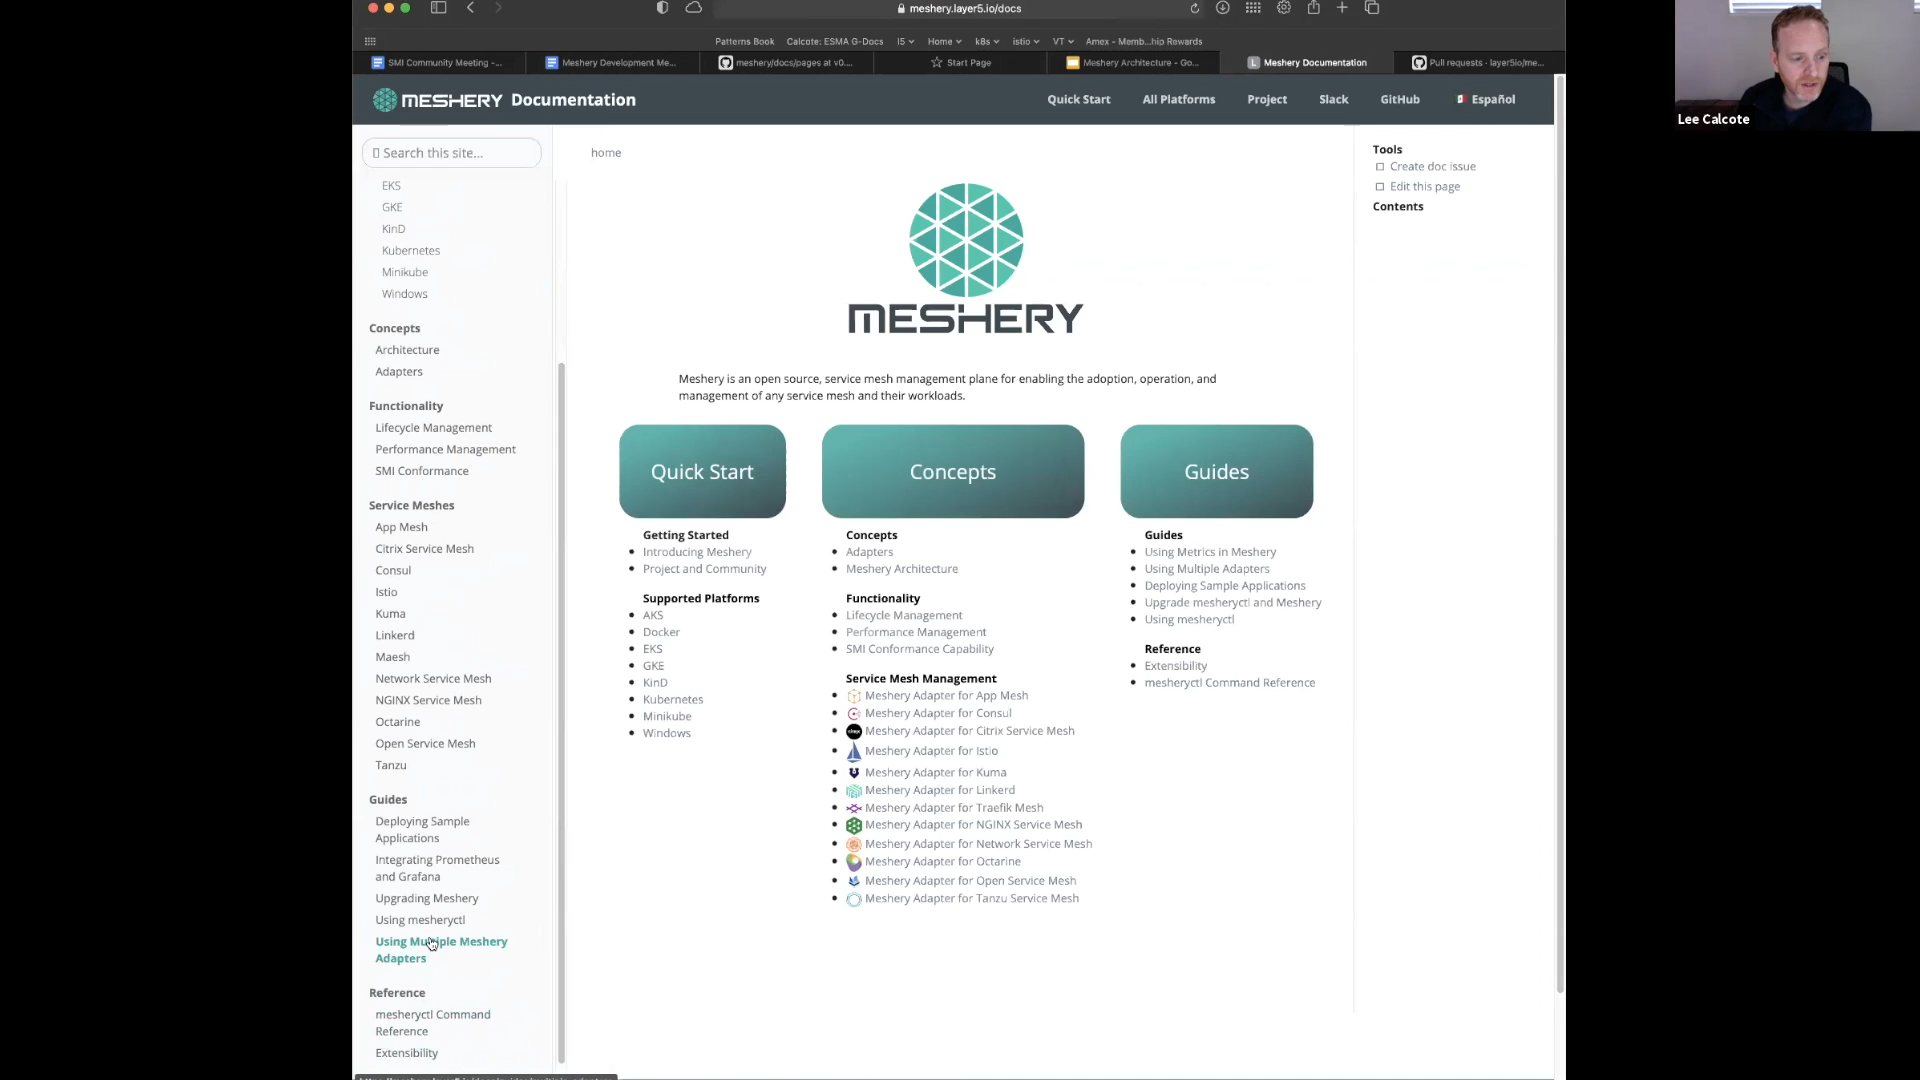 meshery.layer5.io/docs
Patterns Book
Calcote: ESMA G-Docs
l5
Home
k8s
istio
VT
Amex - Memb...hip Rewards
SMI Community Meeting -...
Meshery Development Me...
meshery/docs/pages at v0....
Start Page
Meshery Architecture - Go...
Meshery Documentation
Pull requests · layer5io/me...
MESHERY Documentation
Quick Start
All Platforms
Project
Slack
GitHub
Español
Lee Calcote
Search this site...
EKS
GKE
KinD
Kubernetes
Minikube
Windows
Concepts
Architecture
Adapters
Functionality
Lifecycle Management
Performance Management
SMI Conformance
Service Meshes
App Mesh
Citrix Service Mesh
Consul
Istio
Kuma
Linkerd
Maesh
Network Service Mesh
NGINX Service Mesh
Octarine
Open Service Mesh
Tanzu
Guides
Deploying Sample
Applications
Integrating Prometheus
and Grafana
Upgrading Meshery
Using mesheryctl
Using Multiple Meshery
Adapters
Reference
mesheryctl Command
Reference
Extensibility
home
MESHERY
Meshery is an open source, service mesh management plane for enabling the adoption, operation, and
management of any service mesh and their workloads.
Quick Start
Getting Started
Introducing Meshery
Project and Community
Supported Platforms
AKS
Docker
EKS
GKE
KinD
Kubernetes
Minikube
Windows
Concepts
Concepts
Adapters
Meshery Architecture
Functionality
Lifecycle Management
Performance Management
SMI Conformance Capability
Service Mesh Management
Meshery Adapter for App Mesh
Meshery Adapter for Consul
Meshery Adapter for Citrix Service Mesh
Meshery Adapter for Istio
Meshery Adapter for Kuma
Meshery Adapter for Linkerd
Meshery Adapter for Traefik Mesh
Meshery Adapter for NGINX Service Mesh
Meshery Adapter for Network Service Mesh
Meshery Adapter for Octarine
Meshery Adapter for Open Service Mesh
Meshery Adapter for Tanzu Service Mesh
Guides
Guides
Using Metrics in Meshery
Using Multiple Adapters
Deploying Sample Applications
Upgrade mesheryctl and Meshery
Using mesheryctl
Reference
Extensibility
mesheryctl Command Reference
Tools
Create doc issue
Edit this page
Contents